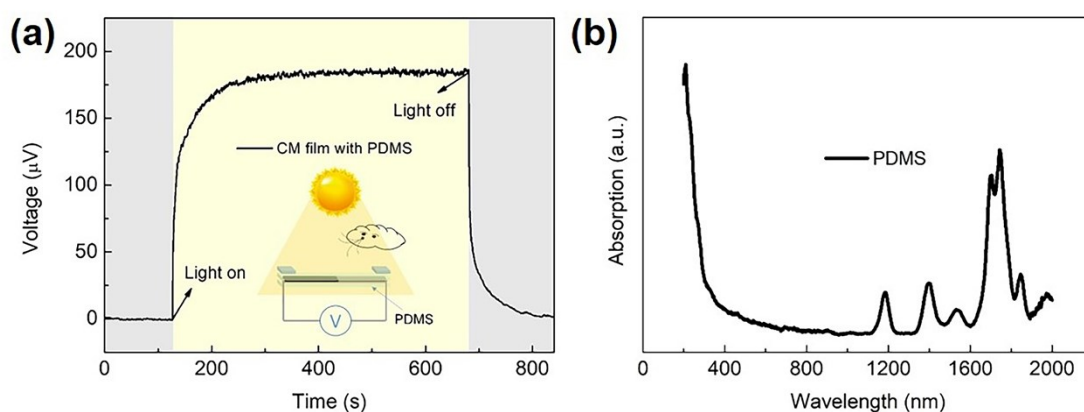 (a)
Voltage (μV)
200
150
100
50
0
Light off
CM film with PDMS
Light on
V
PDMS
0
200
400
600
800
Time (s)
(b)
Absorption (a.u.)
PDMS
0
400
800
1200
1600
2000
Wavelength (nm)